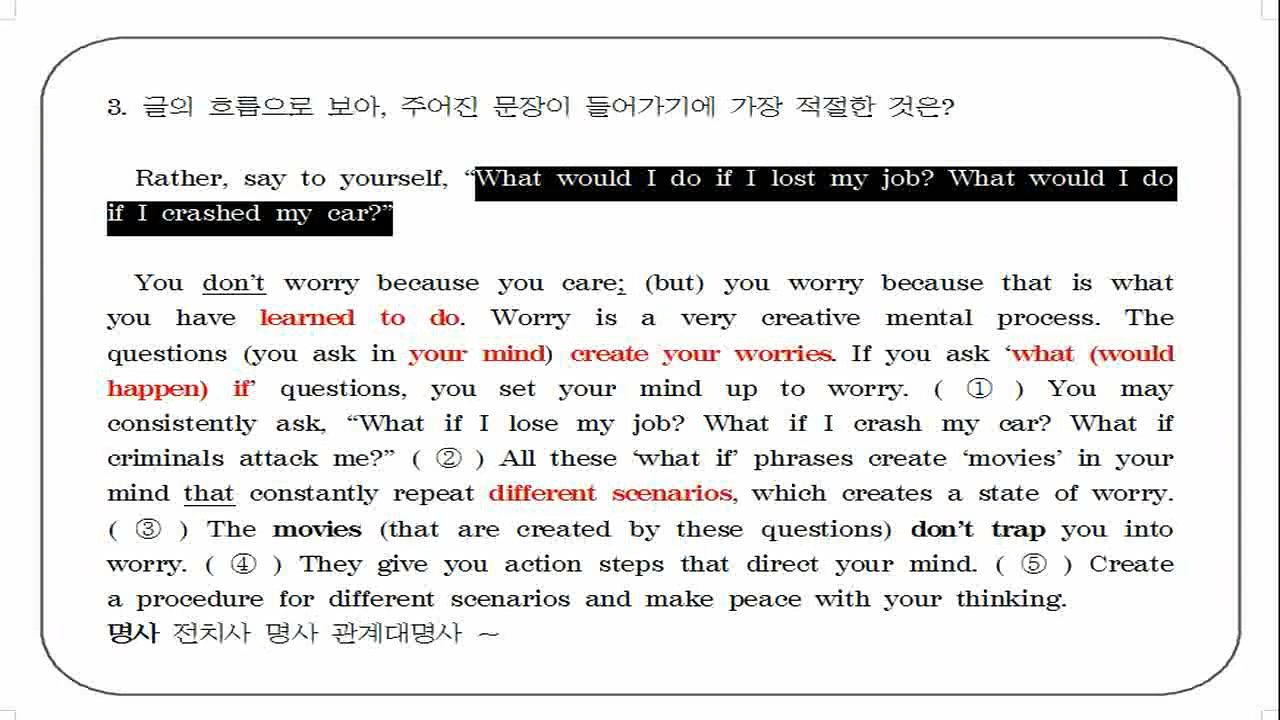 3. 글의 흐름으로 보아, 주어진 문장이 들어가기에 가장 적절한 것은?
Rather, say to yourself, “What would I do if I lost my job? What would I do
if I crashed my car?”
You don’t worry because you care; (but) you worry because that is what
you have learned to do. Worry is a very creative mental process. The
questions (you ask in your mind) create your worries. If you ask ‘what (would
happen) if’ questions, you set your mind up to worry. ( ① ) You may
consistently ask, “What if I lose my job? What if I crash my car? What if
criminals attack me?” ( ② ) All these ‘what if’ phrases create ‘movies’ in your
mind that constantly repeat different scenarios, which creates a state of worry.
( ③ ) The movies (that are created by these questions) don’t trap you into
worry. ( ④ ) They give you action steps that direct your mind. ( ⑤ ) Create
a procedure for different scenarios and make peace with your thinking.
명사 전치사 명사 관계대명사 ~